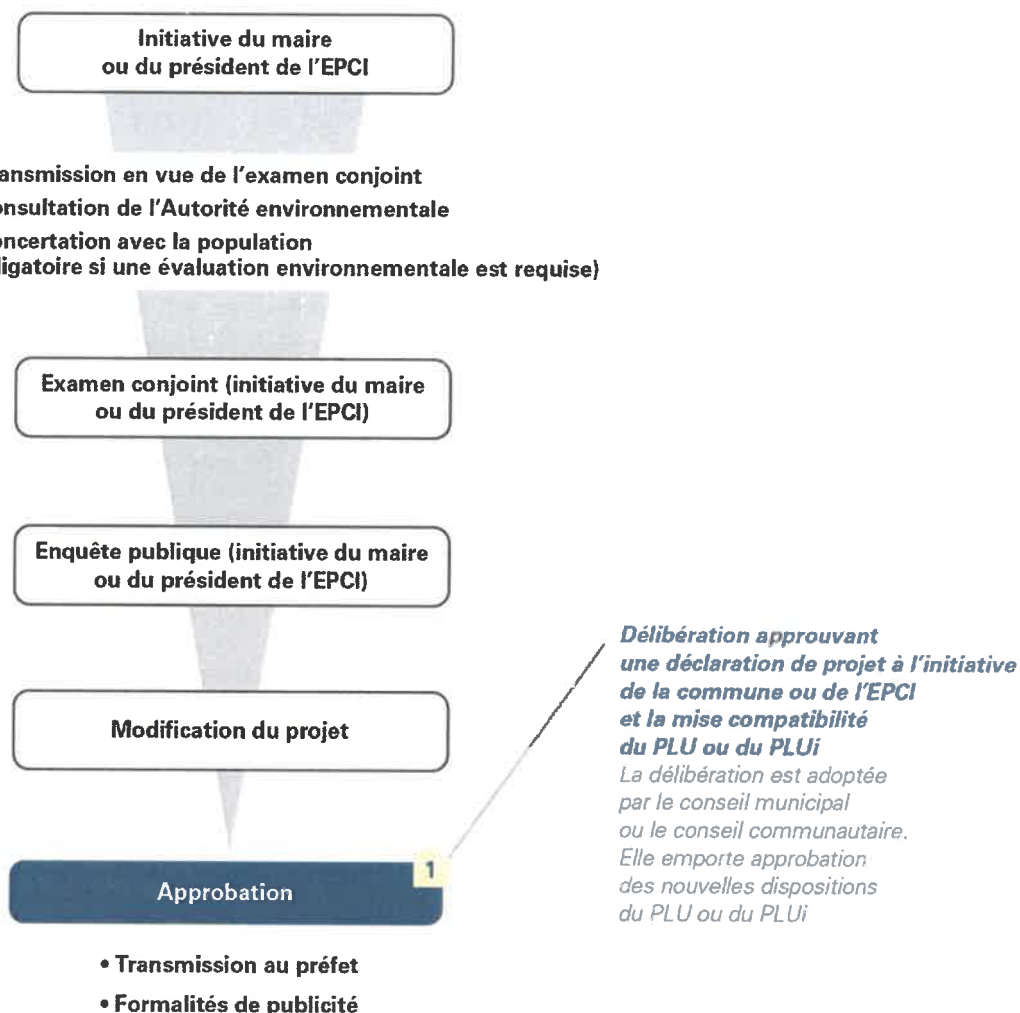 Initiative du maire
ou du président de l'EPCI
ansmission en vue de l'examen conjoint
onsultation de l'Autorité environnementale
oncertation avec la population
ligatoire si une évaluation environnementale est requise)
Examen conjoint (initiative du maire
ou du président de l'EPCI)
Enquête publique (initiative du maire
ou du président de l'EPCI)
Modification du projet
Approbation
1
Délibération approuvant
une déclaration de projet à l'initiative
de la commune ou de l'EPCI
et la mise compatibilité
du PLU ou du PLUi
La délibération est adoptée
par le conseil municipal
ou le conseil communautaire.
Elle emporte approbation
des nouvelles dispositions
du PLU ou du PLUi
• Transmission au préfet
• Formalités de publicité